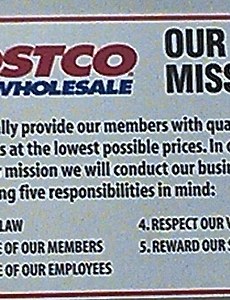 OSTCO
WHOLESALE
OUR
MISS
lly provide our members with qua
s at the lowest possible prices. In o
r mission we will conduct our busi
ng five responsibilities in mind:
LAW
E OF OUR MEMBERS
E OF OUR EMPLOYEES
4. RESPECT OUR V
5. REWARD OUR S